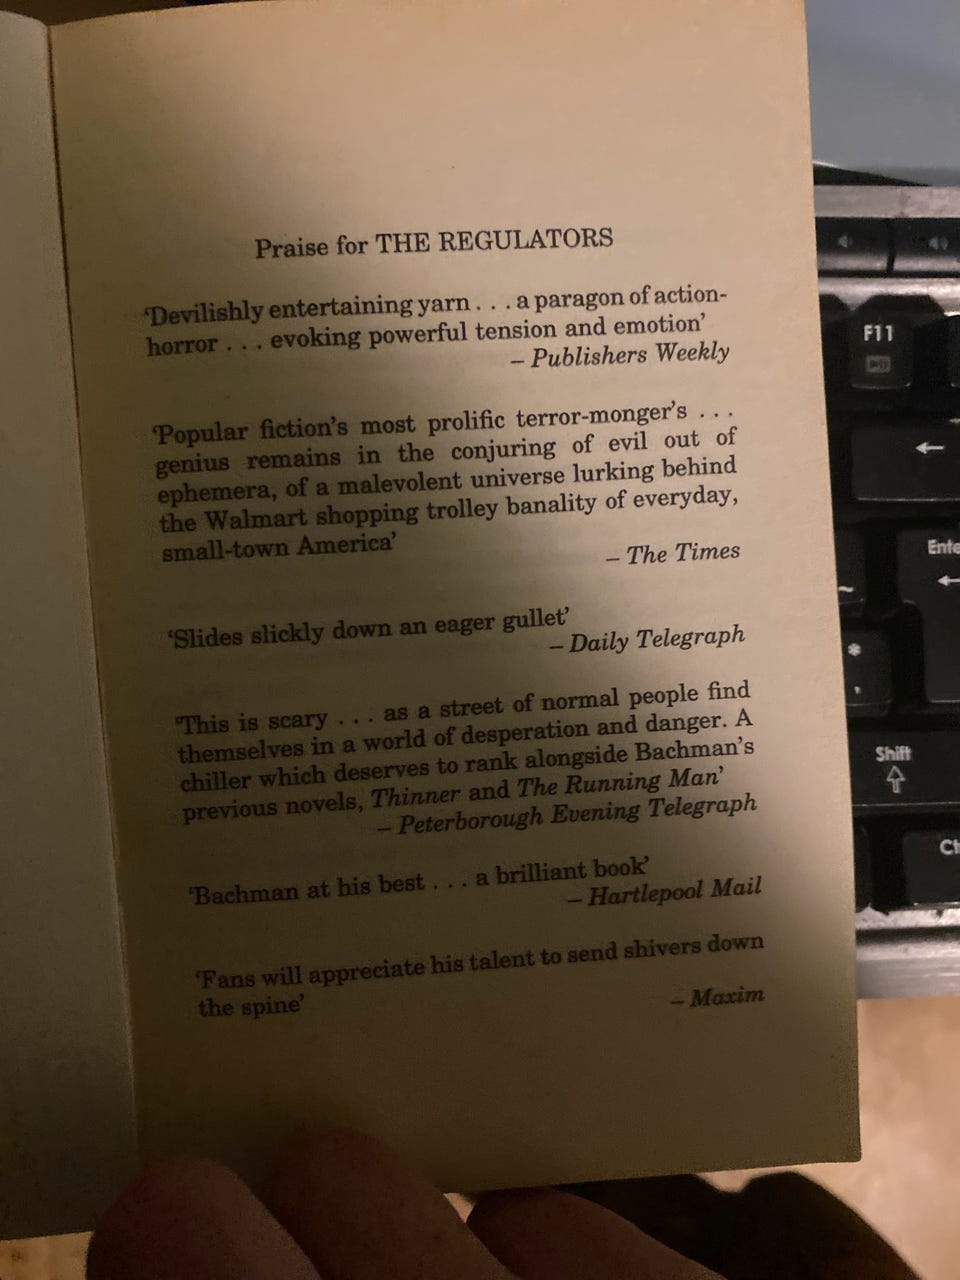 Praise for THE REGULATORS
'Devilishly entertaining yarn . . . a paragon of action-
horror . . . evoking powerful tension and emotion'
– Publishers Weekly
'Popular fiction's most prolific terror-monger's . . .
genius remains in the conjuring of evil out of
ephemera, of a malevolent universe lurking behind
the Walmart shopping trolley banality of everyday,
small-town America'
– The Times
'Slides slickly down an eager gullet'
– Daily Telegraph
'This is scary . . . as a street of normal people find
themselves in a world of desperation and danger. A
chiller which deserves to rank alongside Bachman's
previous novels, Thinner and The Running Man'
– Peterborough Evening Telegraph
'Bachman at his best . . . a brilliant book'
– Hartlepool Mail
'Fans will appreciate his talent to send shivers down
the spine'
– Maxim
F11
←
Ente
~
*
'
Shift
Ct